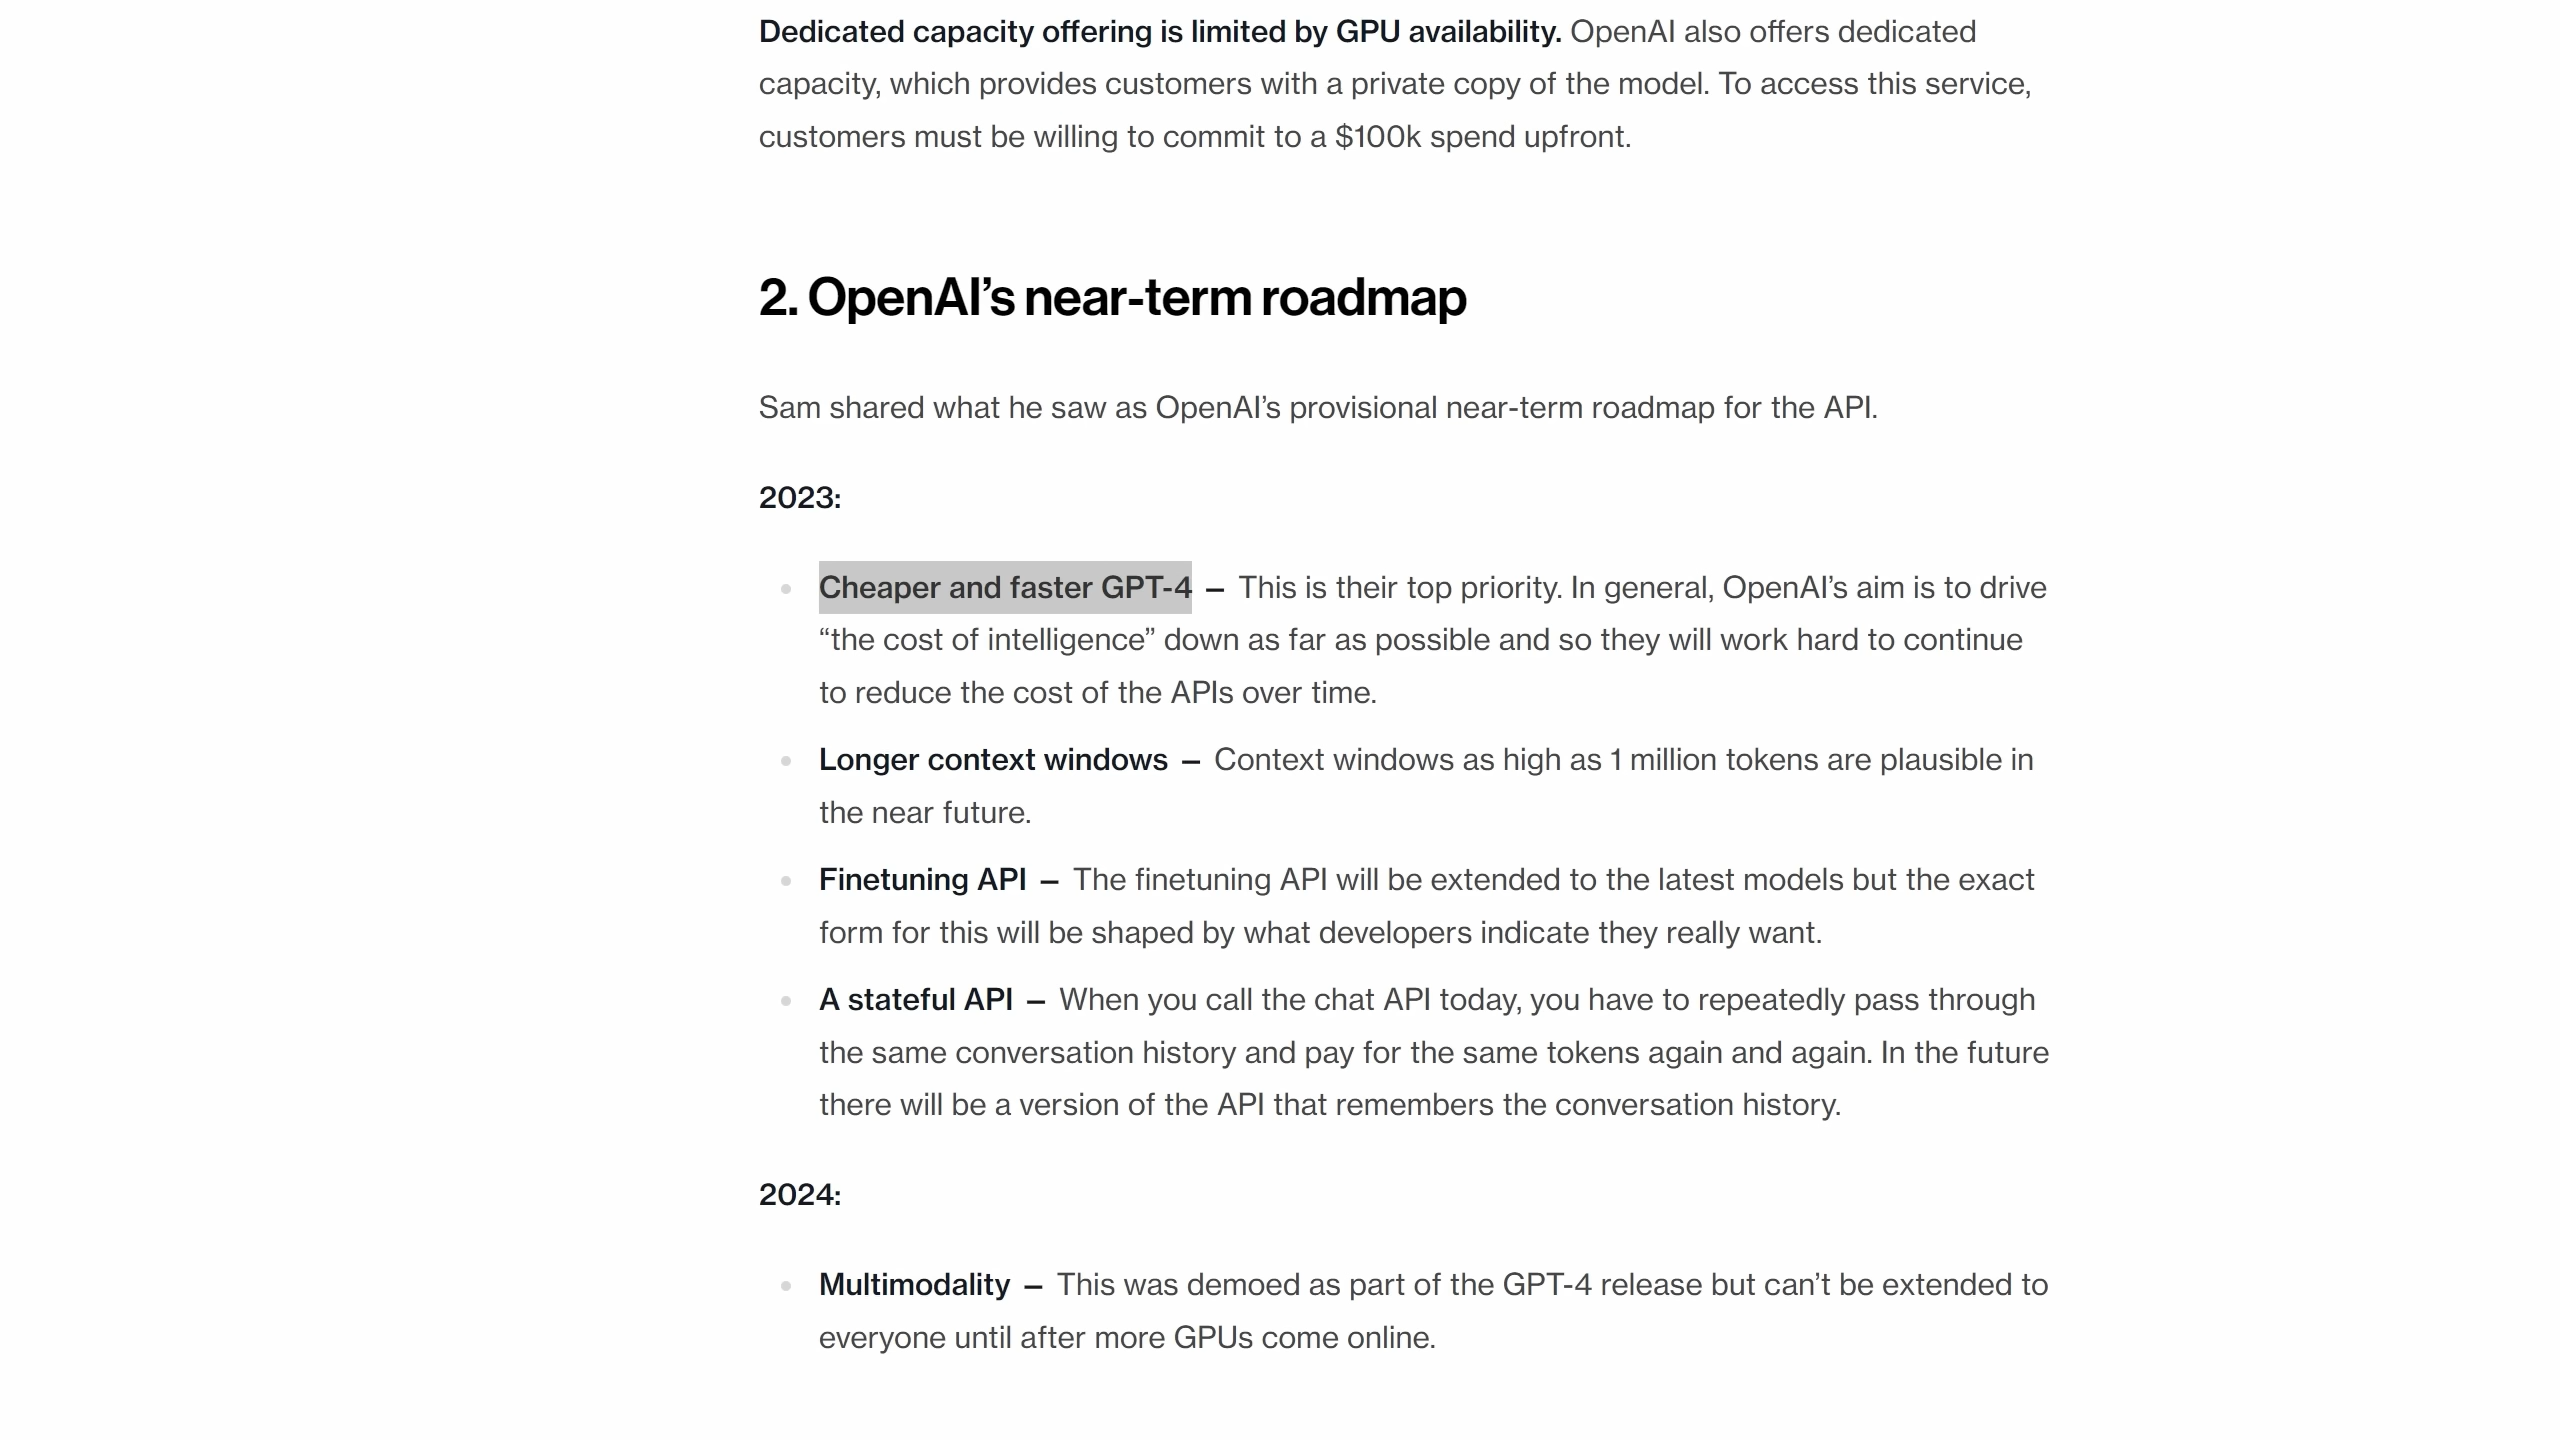 Dedicated capacity offering is limited by GPU availability. OpenAI also offers dedicated
capacity, which provides customers with a private copy of the model. To access this service,
customers must be willing to commit to a $100k spend upfront.
2. OpenAI’s near-term roadmap
Sam shared what he saw as OpenAI’s provisional near-term roadmap for the API.
2023:
Cheaper and faster GPT-4 — This is their top priority. In general, OpenAI’s aim is to drive
“the cost of intelligence” down as far as possible and so they will work hard to continue
to reduce the cost of the APIs over time.
Longer context windows — Context windows as high as 1 million tokens are plausible in
the near future.
Finetuning API — The finetuning API will be extended to the latest models but the exact
form for this will be shaped by what developers indicate they really want.
A stateful API — When you call the chat API today, you have to repeatedly pass through
the same conversation history and pay for the same tokens again and again. In the future
there will be a version of the API that remembers the conversation history.
2024:
Multimodality — This was demoed as part of the GPT-4 release but can’t be extended to
everyone until after more GPUs come online.